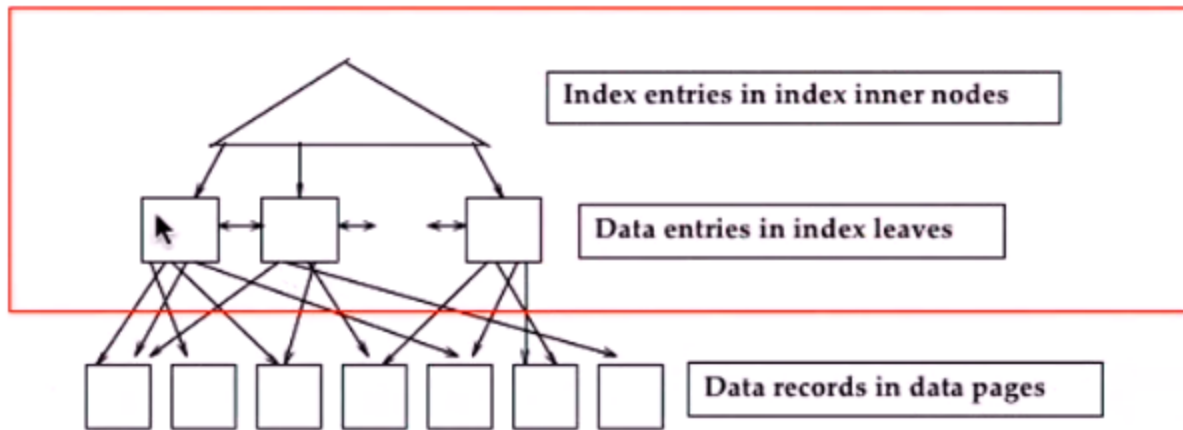 Index entries in index inner nodes
Data entries in index leaves
Data records in data pages